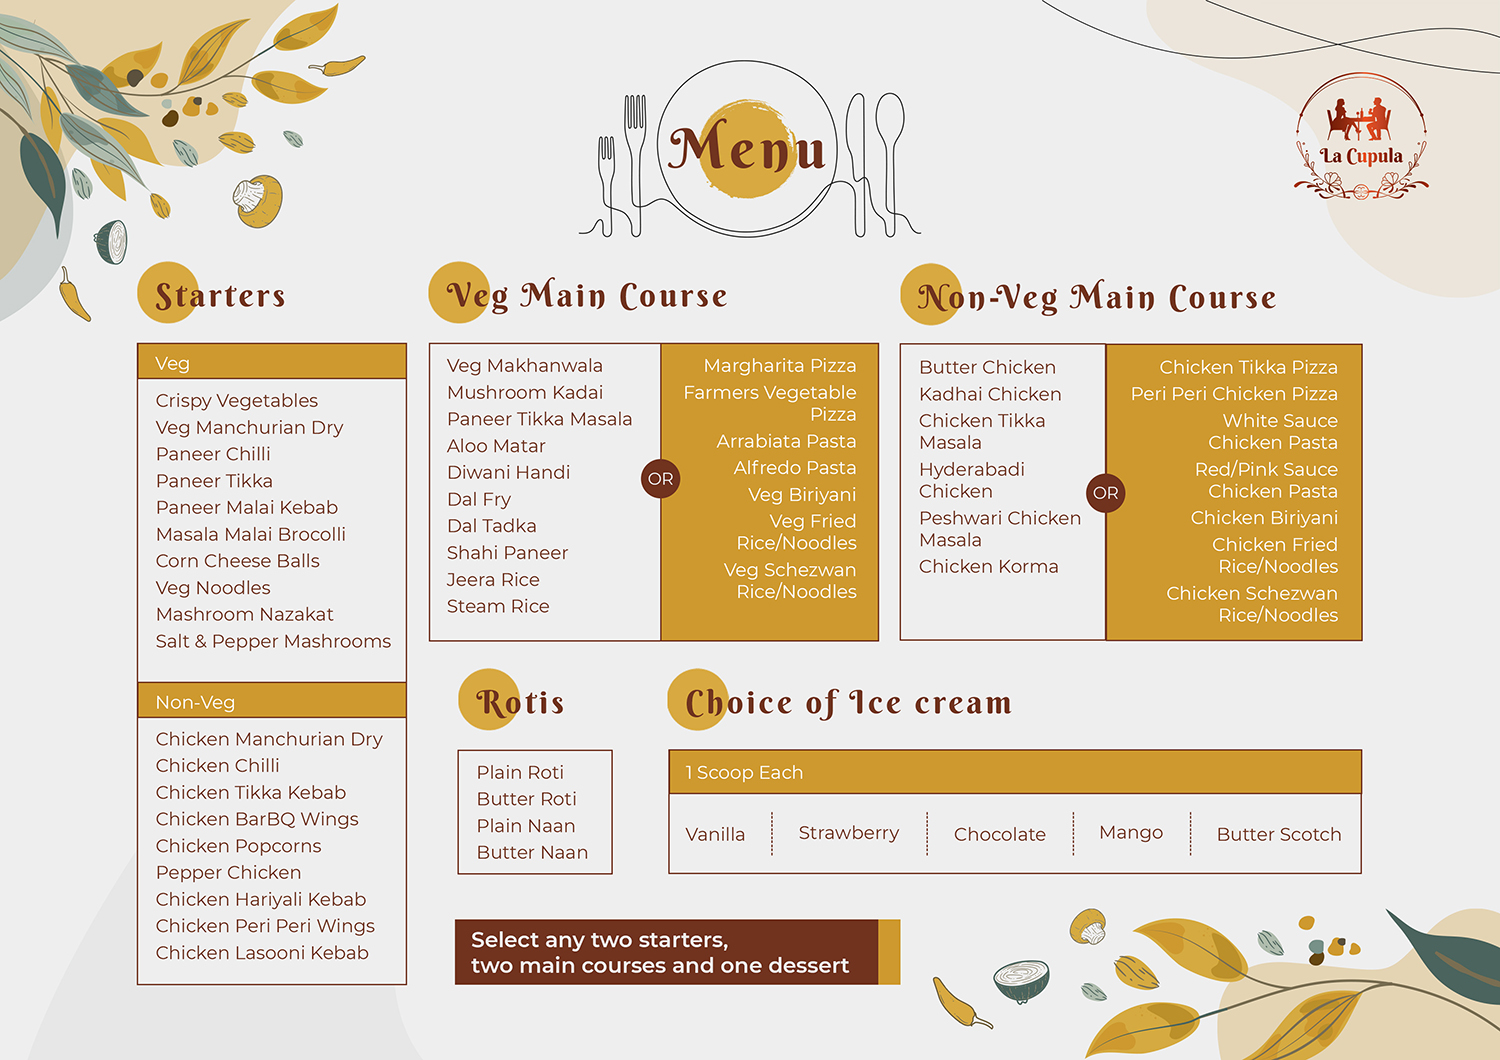 Menu
La Cupula
Starters
Veg
Crispy Vegetables
Veg Manchurian Dry
Paneer Chilli
Paneer Tikka
Paneer Malai Kebab
Masala Malai Brocolli
Corn Cheese Balls
Veg Noodles
Mashroom Nazakat
Salt & Pepper Mashrooms
Non-Veg
Chicken Manchurian Dry
Chicken Chilli
Chicken Tikka Kebab
Chicken BarBQ Wings
Chicken Popcorns
Pepper Chicken
Chicken Hariyali Kebab
Chicken Peri Peri Wings
Chicken Lasooni Kebab
Veg Main Course
Veg Makhanwala
Mushroom Kadai
Paneer Tikka Masala
Aloo Matar
Diwani Handi
Dal Fry
Dal Tadka
Shahi Paneer
Jeera Rice
Steam Rice
OR
Margharita Pizza
Farmers Vegetable
Pizza
Arrabiata Pasta
Alfredo Pasta
Veg Biriyani
Veg Fried
Rice/Noodles
Veg Schezwan
Rice/Noodles
Non-Veg Main Course
Butter Chicken
Kadhai Chicken
Chicken Tikka
Masala
Hyderabadi
Chicken
Peshwari Chicken
Masala
Chicken Korma
OR
Chicken Tikka Pizza
Peri Peri Chicken Pizza
White Sauce
Chicken Pasta
Red/Pink Sauce
Chicken Pasta
Chicken Biriyani
Chicken Fried
Rice/Noodles
Chicken Schezwan
Rice/Noodles
Rotis
Plain Roti
Butter Roti
Plain Naan
Butter Naan
Choice of Ice cream
1 Scoop Each
Vanilla
Strawberry
Chocolate
Mango
Butter Scotch
Select any two starters,
two main courses and one dessert